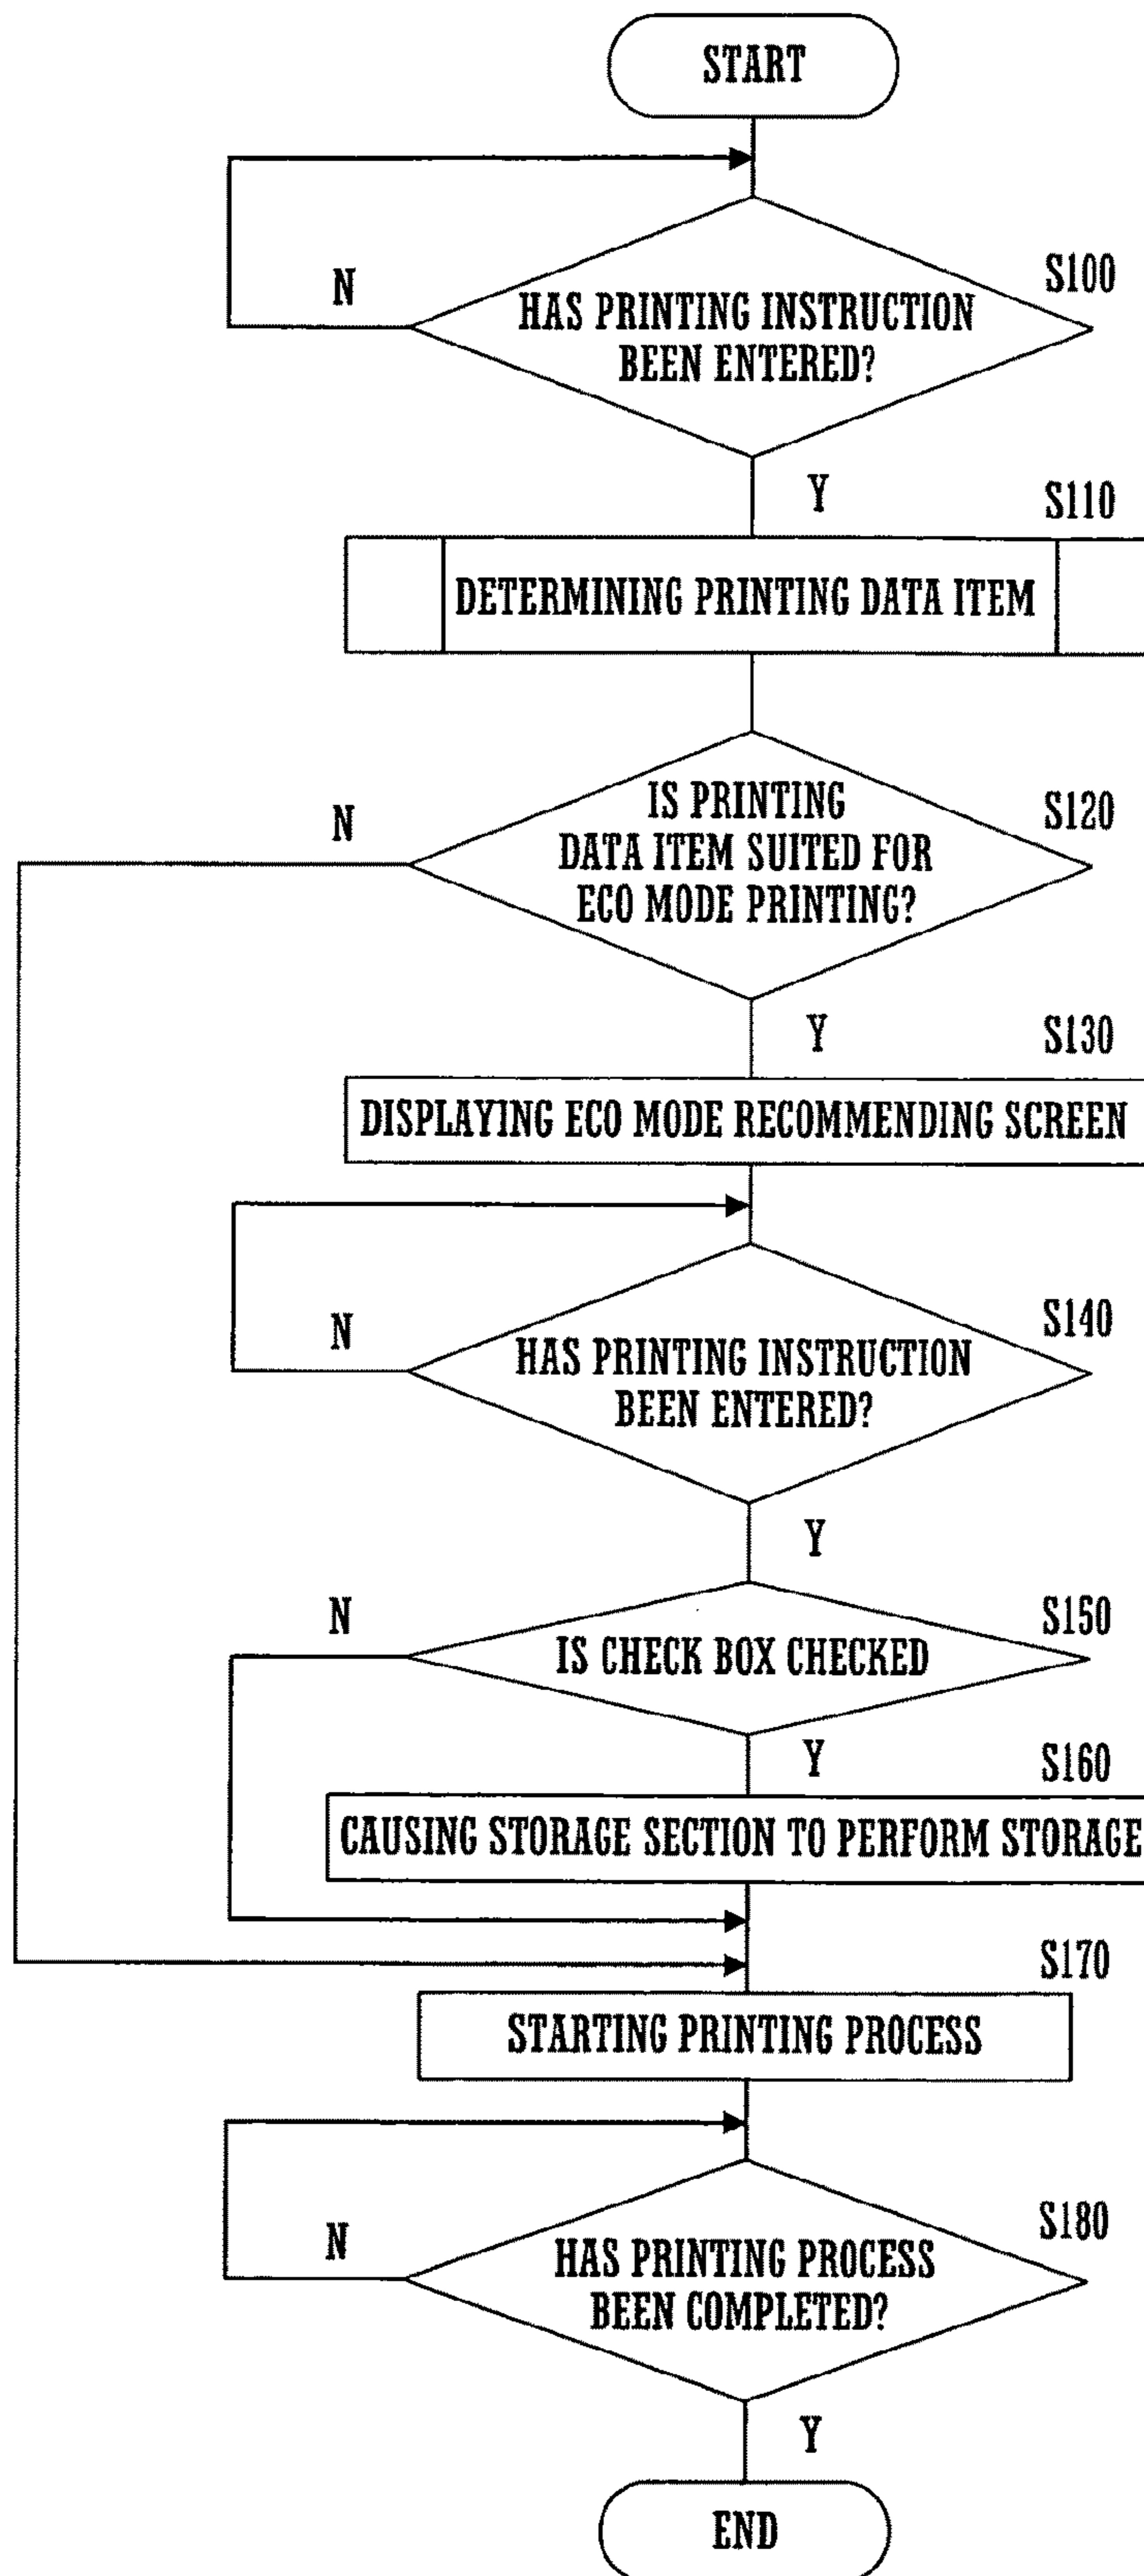 START
N
S100
HAS PRINTING INSTRUCTION
BEEN ENTERED?
Y
S110
DETERMINING PRINTING DATA ITEM
N
S120
IS PRINTING
DATA ITEM SUITED FOR
ECO MODE PRINTING?
Y
S130
DISPLAYING ECO MODE RECOMMENDING SCREEN
N
S140
HAS PRINTING INSTRUCTION
BEEN ENTERED?
Y
N
S150
IS CHECK BOX CHECKED
Y
S160
CAUSING STORAGE SECTION TO PERFORM STORAGE
S170
STARTING PRINTING PROCESS
N
S180
HAS PRINTING PROCESS
BEEN COMPLETED?
Y
END